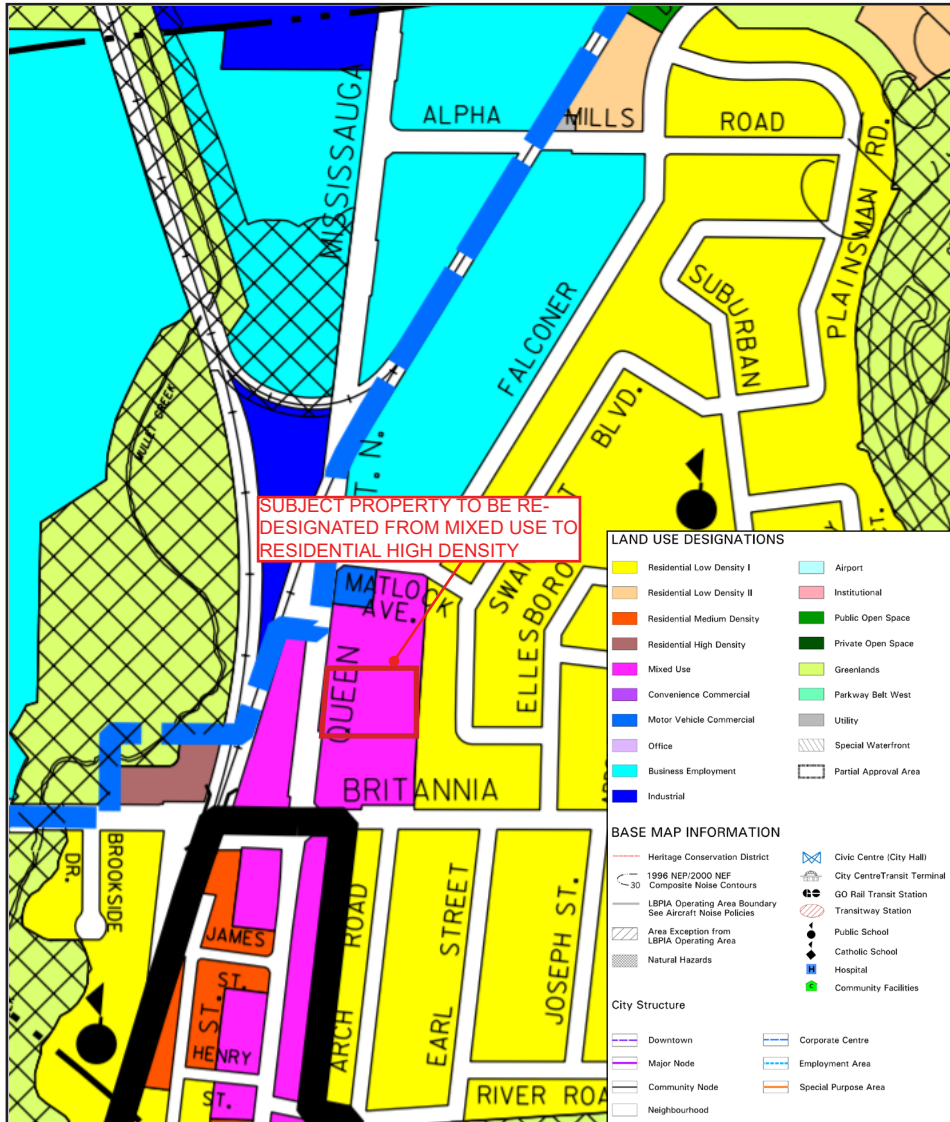 MISSISSAUGA
ALPHA
MILLS
ROAD
PLAINSMAN RD.
SUBURBAN
FALCONER
BLVD.
MULLET CREEK
T. N.
SUBJECT PROPERTY TO BE RE-
DESIGNATED FROM MIXED USE TO
RESIDENTIAL HIGH DENSITY
MATLOCK
AVE.
SWA
T
ELLESBORO
QUEEN
BRITANNIA
BROOKSIDE
DR.
JAMES
ST.
ST.
HENRY
ST.
ARCH ROAD
EARL STREET
JOSEPH ST.
RIVER ROA
ST.
LAND USE DESIGNATIONS
Residential Low Density I
Residential Low Density II
Residential Medium Density
Residential High Density
Mixed Use
Convenience Commercial
Motor Vehicle Commercial
Office
Business Employment
Industrial
Airport
Institutional
Public Open Space
Private Open Space
Greenlands
Parkway Belt West
Utility
Special Waterfront
Partial Approval Area
BASE MAP INFORMATION
Heritage Conservation District
1996 NEP/2000 NEF
30 Composite Noise Contours
LBPIA Operating Area Boundary
See Aircraft Noise Policies
Area Exception from
LBPIA Operating Area
Natural Hazards
Civic Centre (City Hall)
City CentreTransit Terminal
GO Rail Transit Station
Transitway Station
Public School
Catholic School
H Hospital
C Community Facilities
City Structure
Downtown
Major Node
Community Node
Neighbourhood
Corporate Centre
Employment Area
Special Purpose Area